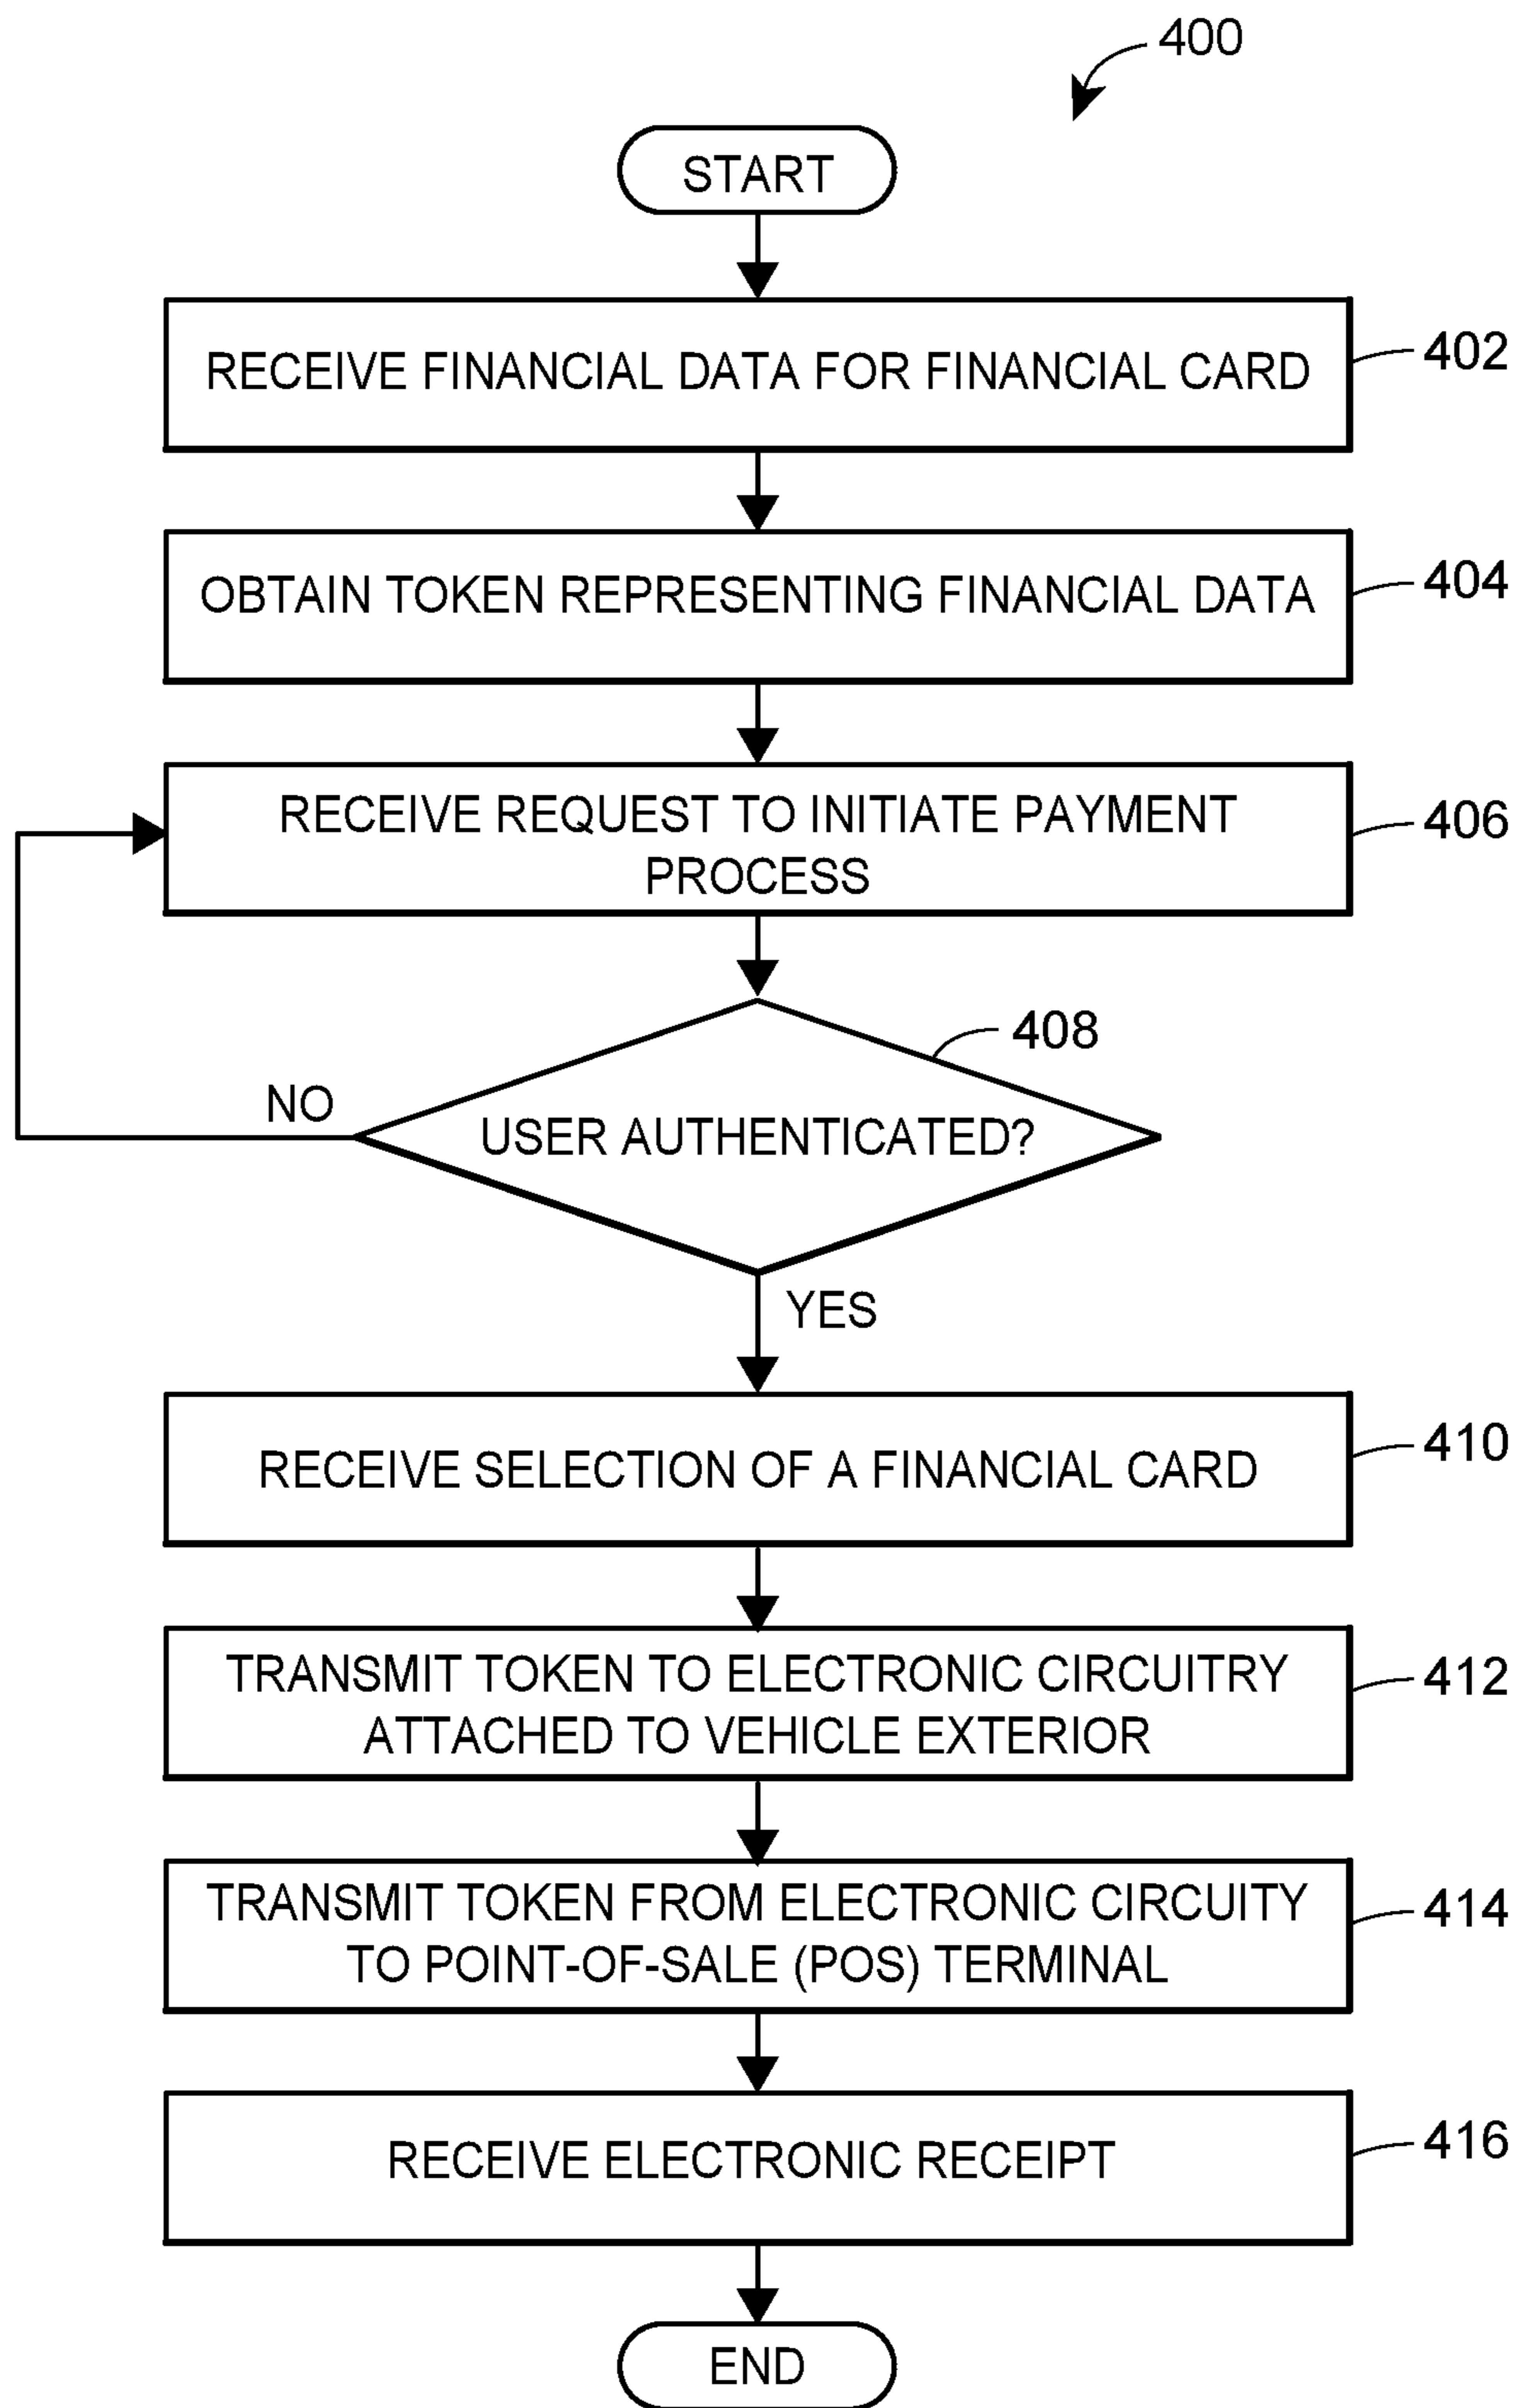 400
START
RECEIVE FINANCIAL DATA FOR FINANCIAL CARD
402
OBTAIN TOKEN REPRESENTING FINANCIAL DATA
404
RECEIVE REQUEST TO INITIATE PAYMENT
PROCESS
406
408
NO
USER AUTHENTICATED?
YES
RECEIVE SELECTION OF A FINANCIAL CARD
410
TRANSMIT TOKEN TO ELECTRONIC CIRCUITRY
ATTACHED TO VEHICLE EXTERIOR
412
TRANSMIT TOKEN FROM ELECTRONIC CIRCUITY
TO POINT-OF-SALE (POS) TERMINAL
414
RECEIVE ELECTRONIC RECEIPT
416
END